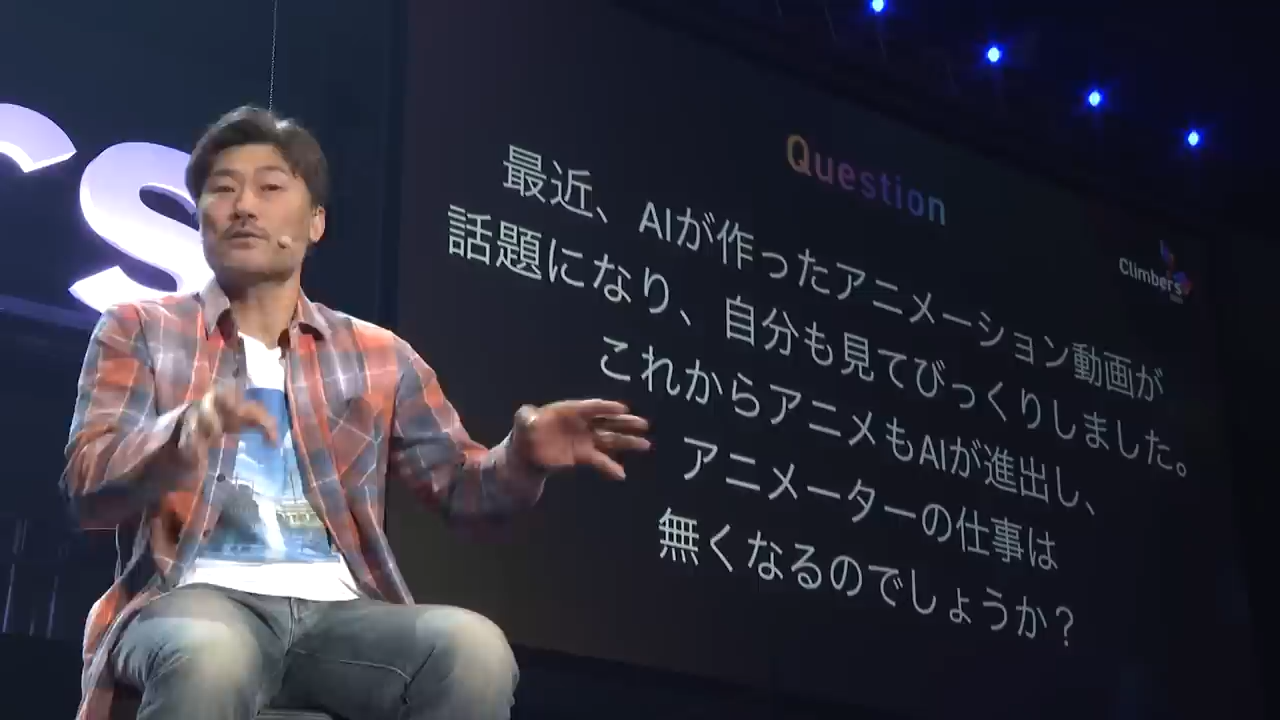 rs
Question
最近、AIが作ったアニメーション動画が
話題になり、自分も見てびっくりしました。
これからアニメもAIが進出し、
アニメーターの仕事は
無くなるのでしょうか？
Climbers